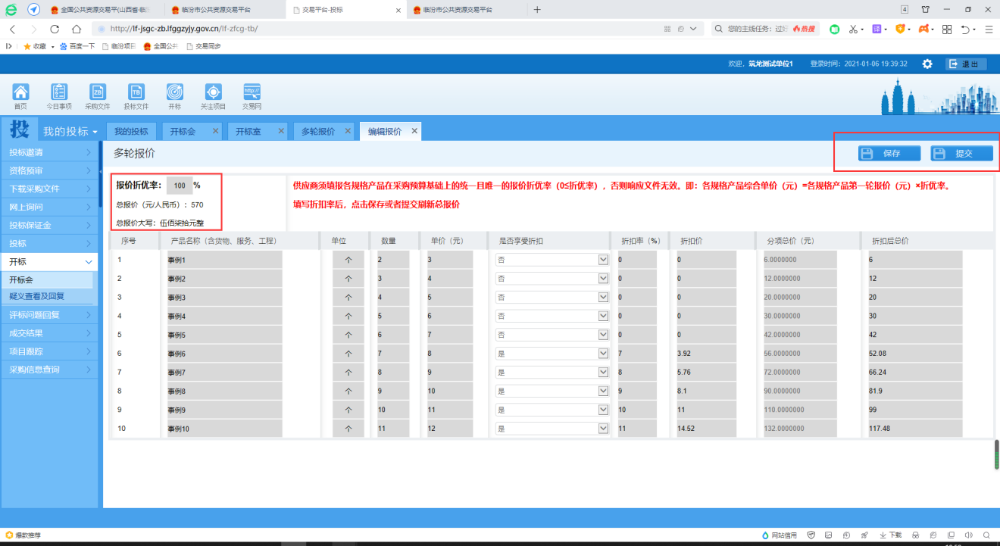 全国公共资源交易平(山西省·临汾
临汾市公共资源交易平台
交易平台-投标
临汾市公共资源交易平台
4
http://lf-jsgc-zb.lfggzyjy.gov.cn/lf-zfcg-tb/
您的主线任务：过好
热搜
收藏
百度一下
临汾项目
全国公共
交易同步
欢迎, 筑龙测试单位1
登录时间：2021-01-06 19:39:32
退出
首页
今日事项
采购文件
投标文件
开标
关注项目
交易网
投
我的投标
我的投标
开标会
开标室
多轮报价
编辑报价
投标邀请
资格预审
下载采购文件
网上询问
投标保证金
投标
开标
开标会
疑义查看及回复
评标问题回复
成交结果
项目跟踪
采购信息查询
多轮报价
保存
提交
报价折优率： 100 %
总报价（元/人民币）：570
总报价大写：伍佰柒拾元整
供应商须填报各规格产品在采购预算基础上的统一且唯一的报价折优率（0≤折优率），否则响应文件无效。即：各规格产品综合单价（元）=各规格产品第一轮报价（元）×折优率。
填写折扣率后，点击保存或者提交刷新总报价
序号 产品名称（含货物、服务、工程） 单位 数量 单价（元） 是否享受折扣 折扣率（%） 折扣价 分项总价（元） 折扣后总价
1 事例1 个 2 3 否 0 0 6.0000000 6
2 事例2 个 3 4 否 0 0 12.0000000 12
3 事例3 个 4 5 否 0 0 20.0000000 20
4 事例4 个 5 6 否 0 0 30.0000000 30
5 事例5 个 6 7 否 0 0 42.0000000 42
6 事例6 个 7 8 是 7 3.92 56.0000000 52.08
7 事例7 个 8 9 是 8 5.76 72.0000000 66.24
8 事例8 个 9 10 是 9 8.1 90.0000000 81.9
9 事例9 个 10 11 是 10 11 110.0000000 99
10 事例10 个 11 12 是 11 14.52 132.0000000 117.48
爆款推荐
网站信用
下载